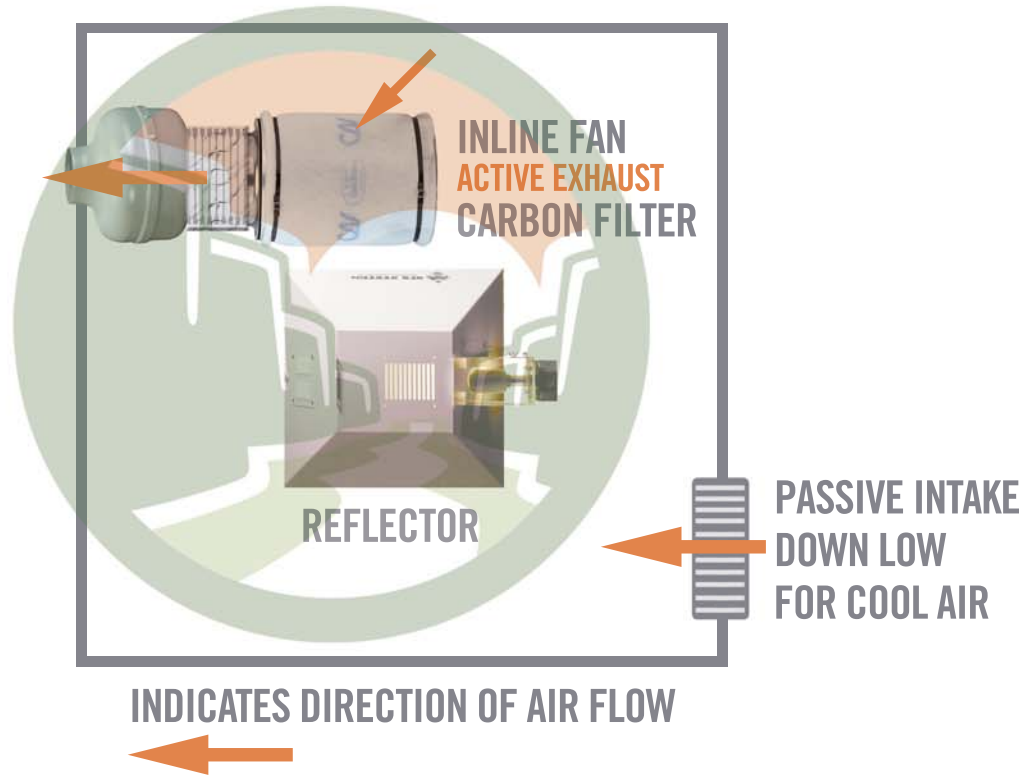 INLINE FAN
ACTIVE EXHAUST
CARBON FILTER
REFLECTOR
PASSIVE INTAKE
DOWN LOW
FOR COOL AIR
INDICATES DIRECTION OF AIR FLOW